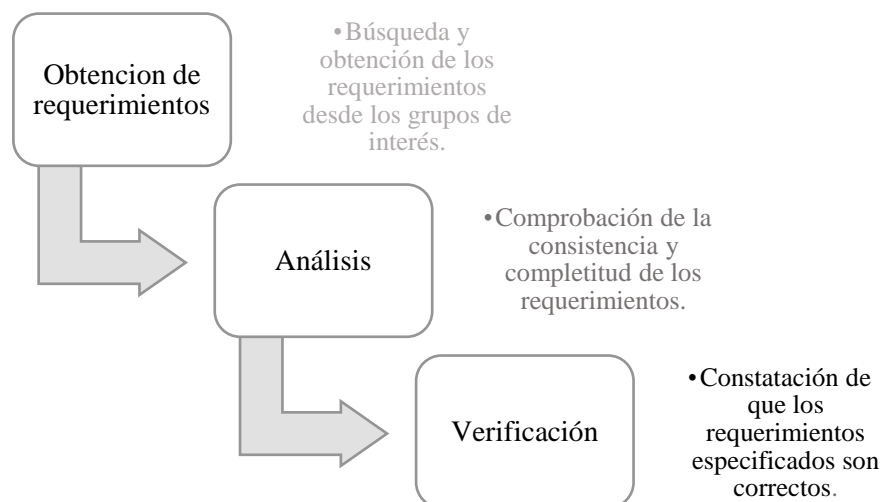 Obtencion de
requerimientos
•Búsqueda y
obtención de los
requerimientos
desde los grupos de
interés.
Análisis
•Comprobación de la
consistencia y
completitud de los
requerimientos.
Verificación
•Constatación de
que los
requerimientos
especificados son
correctos.